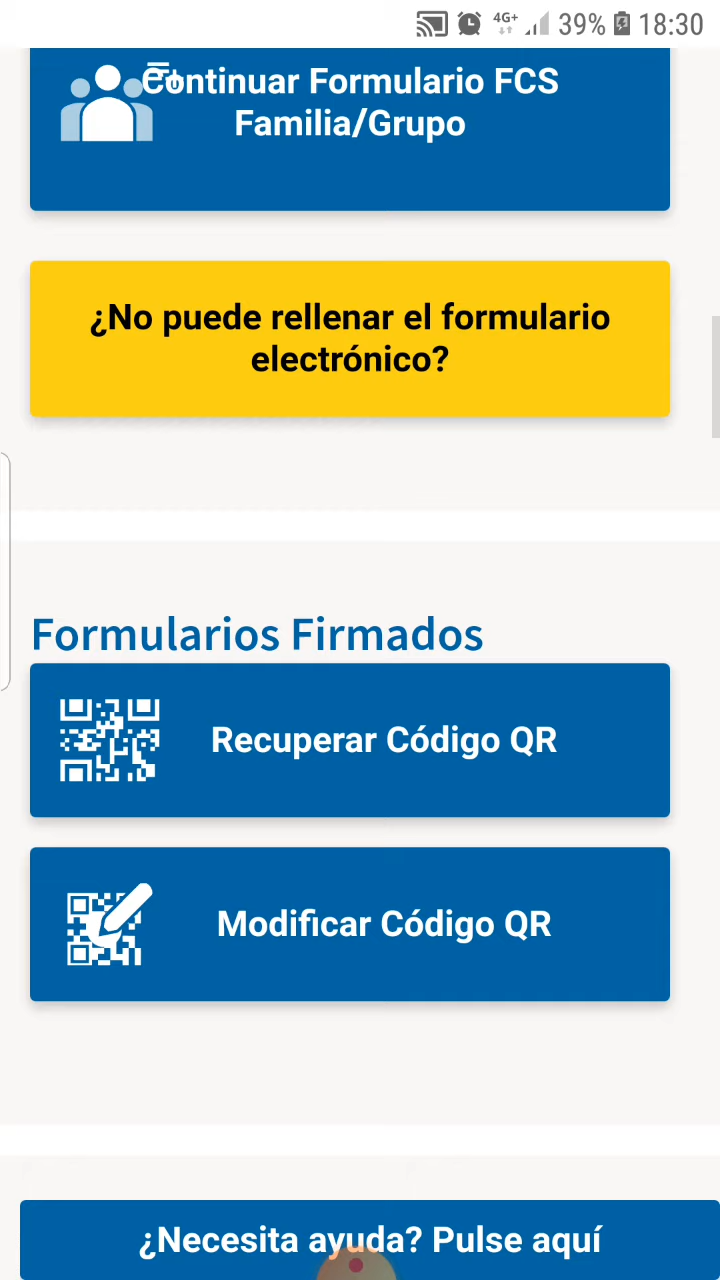 4G+ 39% 18:30
Continuar Formulario FCS
Familia/Grupo
¿No puede rellenar el formulario
electrónico?
Formularios Firmados
Recuperar Código QR
Modificar Código QR
¿Necesita ayuda? Pulse aquí